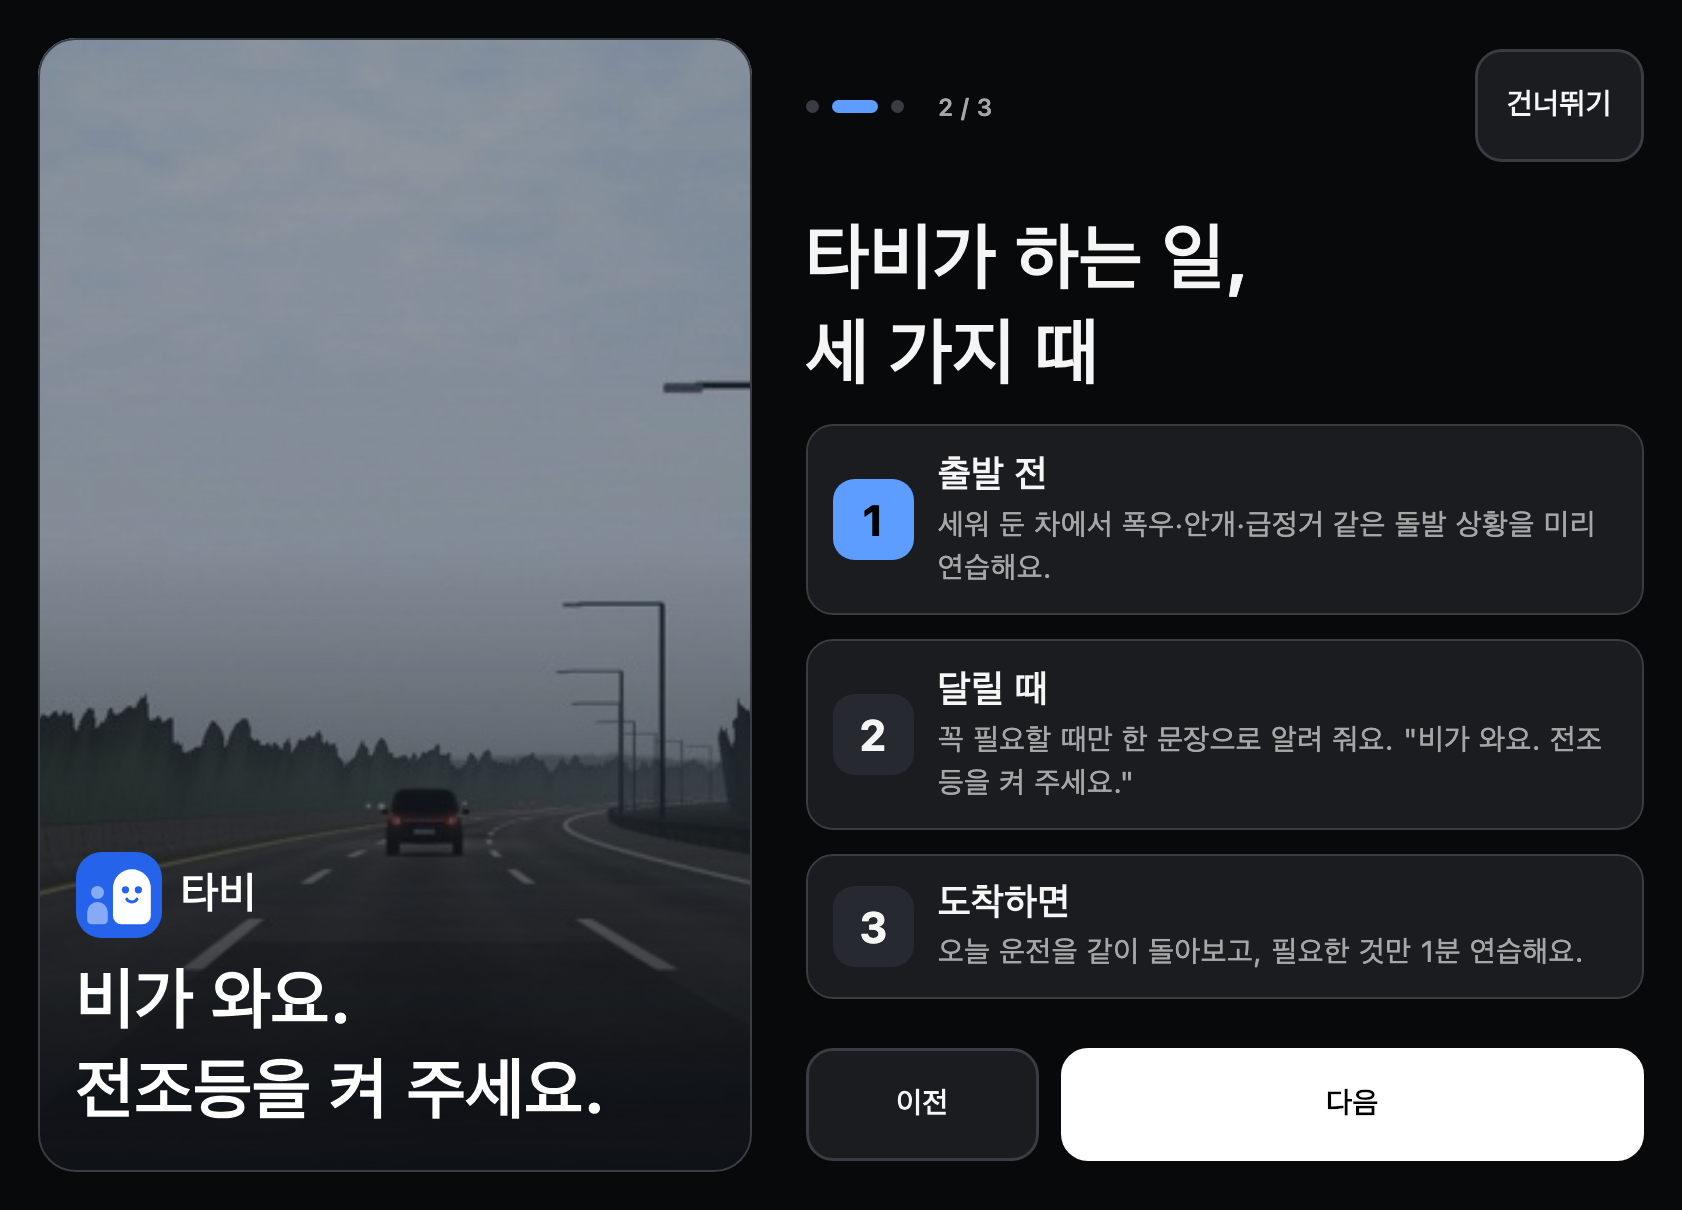 타비
비가 와요.
전조등을 켜 주세요.
2 / 3
건너뛰기
타비가 하는 일,
세 가지 때
1
출발 전
세워 둔 차에서 폭우·안개·급정거 같은 돌발 상황을 미리
연습해요.
2
달릴 때
꼭 필요할 때만 한 문장으로 알려 줘요. "비가 와요. 전조
등을 켜 주세요."
3
도착하면
오늘 운전을 같이 돌아보고, 필요한 것만 1분 연습해요.
이전
다음